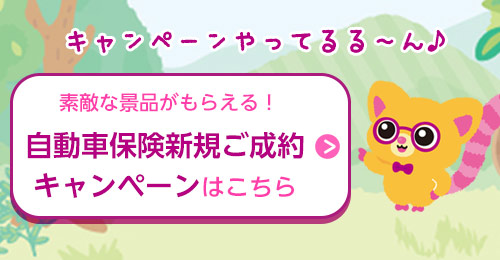 キャンペーンやってるる～ん♪
素敵な景品がもらえる！
自動車保険新規ご成約
キャンペーンはこちら